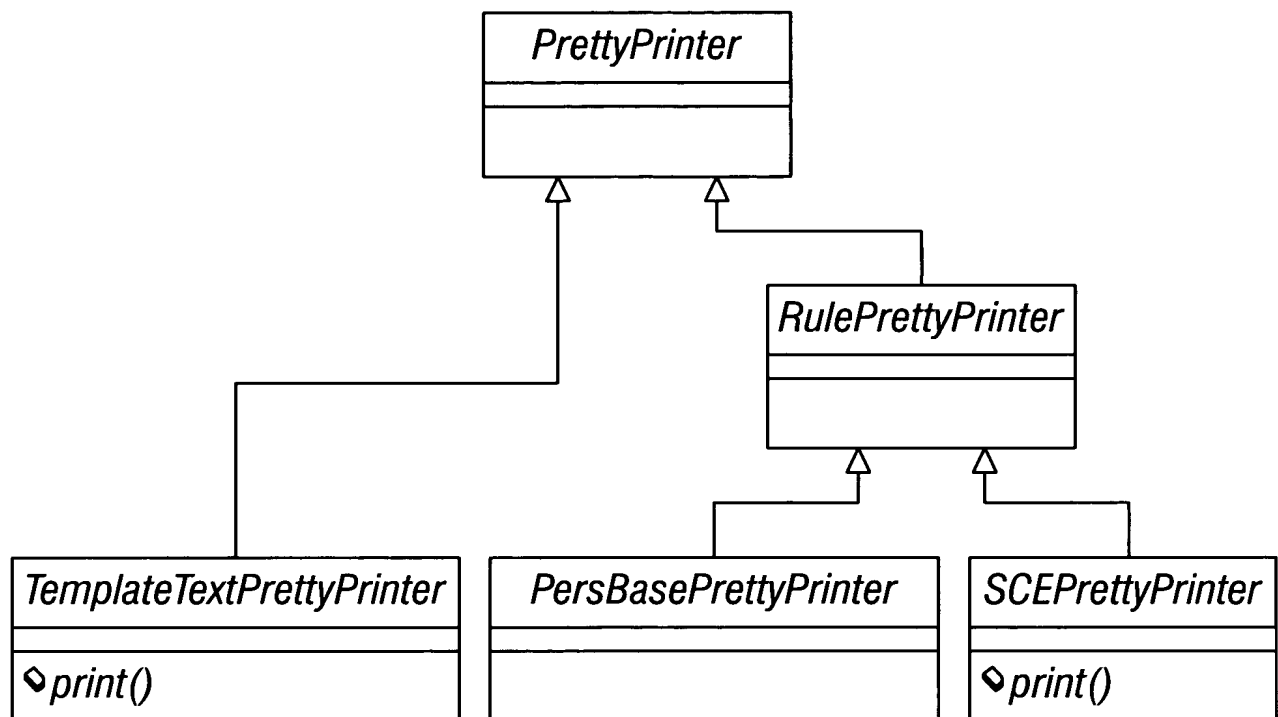 PrettyPrinter
RulePrettyPrinter
TemplateTextPrettyPrinter
PersBasePrettyPrinter
SCEPrettyPrinter
print()
print()